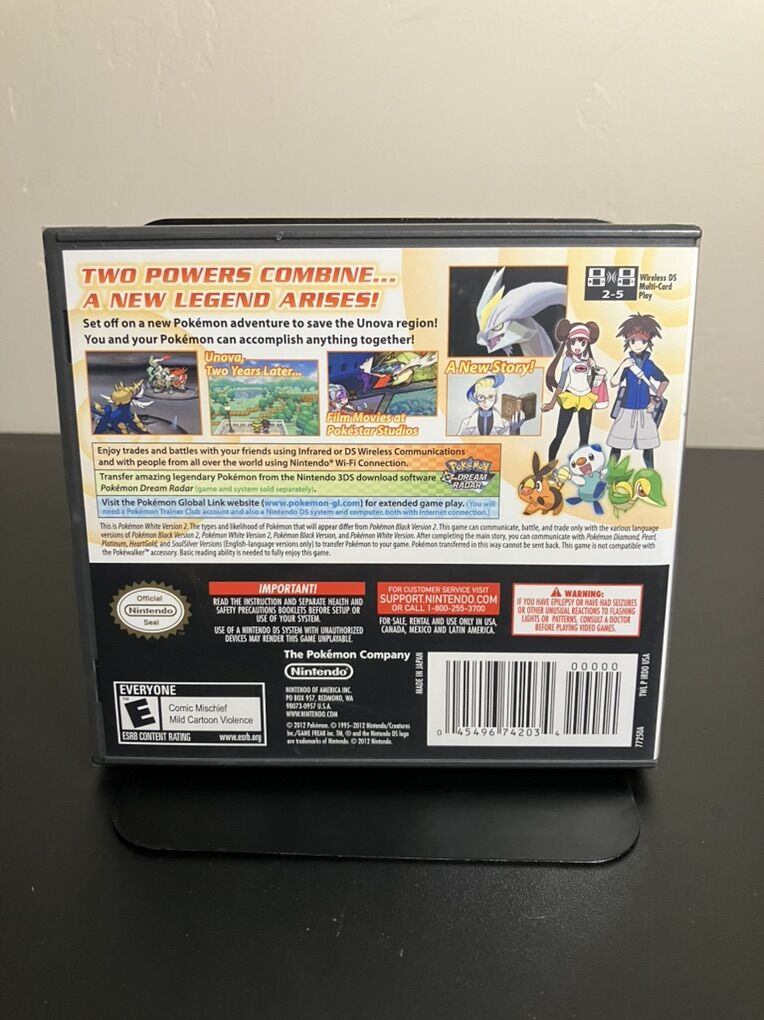 TWO POWERS COMBINE...
A NEW LEGEND ARISES!
Set off on a new Pokémon adventure to save the Unova region!
You and your Pokémon can accomplish anything together!
2-5
Wireless DS
Multi-Card
Play
Unova,
Two Years Later...
Film Movies at
Pokéstar Studios
A New Story!
Enjoy trades and battles with your friends using Infrared or DS Wireless Communications
and with people from all over the world using Nintendo® Wi-Fi Connection.
Transfer amazing legendary Pokémon from the Nintendo 3DS download software
Pokémon Dream Radar (game and system sold separately).
POKéMON
DREAM
RADAR
Visit the Pokémon Global Link website (www.pokemon-gl.com) for extended game play. (You will
need a Pokémon Trainer Club account and also a Nintendo DS system and computer, both with Internet connection.)
This is Pokémon White Version 2. The types and likelihood of Pokémon that will appear differ from Pokémon Black Version 2. This game can communicate, battle, and trade only with the various language
versions of Pokémon Black Version 2, Pokémon White Version 2, Pokémon Black Version, and Pokémon White Version. After completing the main story, you can communicate with Pokémon Diamond, Pearl,
Platinum, HeartGold, and SoulSilver Versions (English-language versions only) to transfer Pokémon to your game. Pokémon transferred in this way cannot be sent back. This game is not compatible with
the Pokéwalker™ accessory. Basic reading ability is needed to fully enjoy this game.
Official
Nintendo
Seal
IMPORTANT!
READ THE INSTRUCTION AND SEPARATE HEALTH AND
SAFETY PRECAUTIONS BOOKLETS BEFORE SETUP OR
USE OF YOUR SYSTEM.
USE OF A NINTENDO DS SYSTEM WITH UNAUTHORIZED
DEVICES MAY RENDER THIS GAME UNPLAYABLE.
FOR CUSTOMER SERVICE VISIT
SUPPORT.NINTENDO.COM
OR CALL 1-800-255-3700
FOR SALE, RENTAL AND USE ONLY IN USA,
CANADA, MEXICO AND LATIN AMERICA.
WARNING:
IF YOU HAVE EPILEPSY OR HAVE HAD SEIZURES
OR OTHER UNUSUAL REACTIONS TO FLASHING
LIGHTS OR PATTERNS, CONSULT A DOCTOR
BEFORE PLAYING VIDEO GAMES.
The Pokémon Company
Nintendo®
NINTENDO OF AMERICA INC.
PO BOX 957, REDMOND, WA
98073-0957 U.S.A.
WWW.NINTENDO.COM
© 2012 Pokémon. © 1995–2012 Nintendo/Creatures
Inc./GAME FREAK inc. TM, ® and the Nintendo DS logo
are trademarks of Nintendo. © 2012 Nintendo.
EVERYONE
E
Comic Mischief
Mild Cartoon Violence
ESRB CONTENT RATING
www.esrb.org
MADE IN JAPAN
00000
0 45496 74203 4
TWL P IRDO USA
77250A